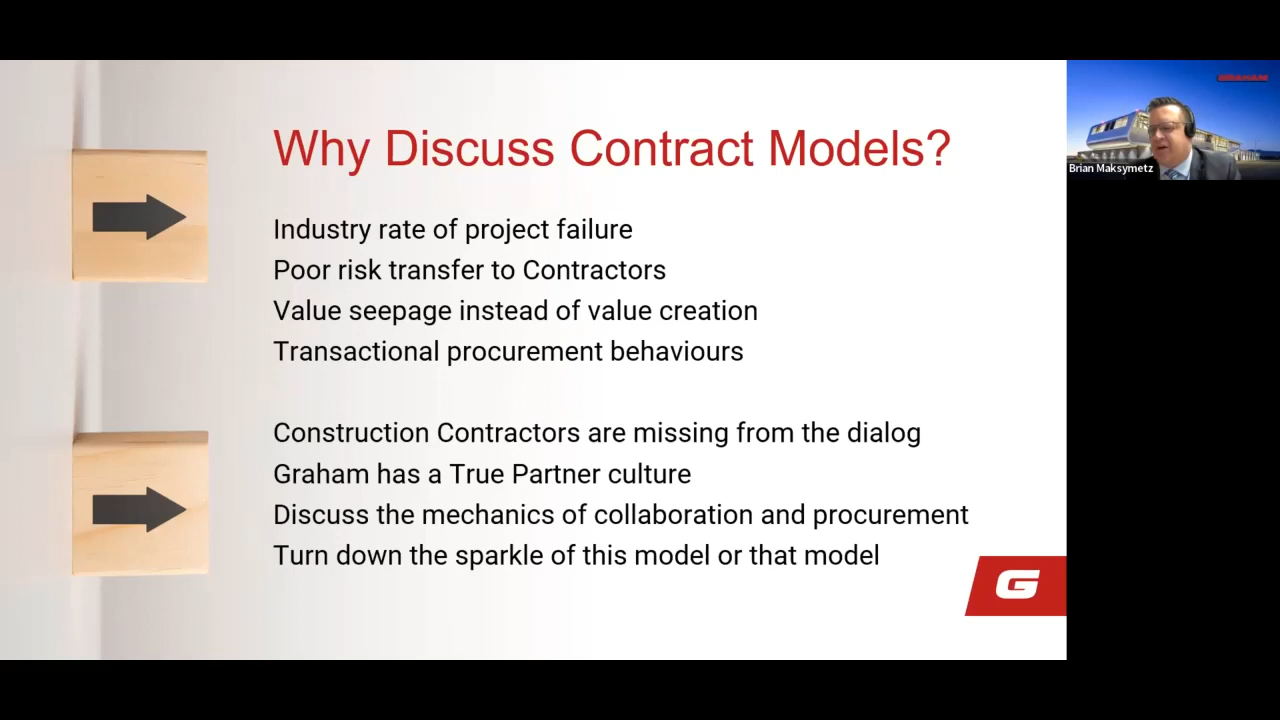 Why Discuss Contract Models?
Industry rate of project failure
Poor risk transfer to Contractors
Value seepage instead of value creation
Transactional procurement behaviours
Construction Contractors are missing from the dialog
Graham has a True Partner culture
Discuss the mechanics of collaboration and procurement
Turn down the sparkle of this model or that model
G
GRAHAM
Brian Maksymetz